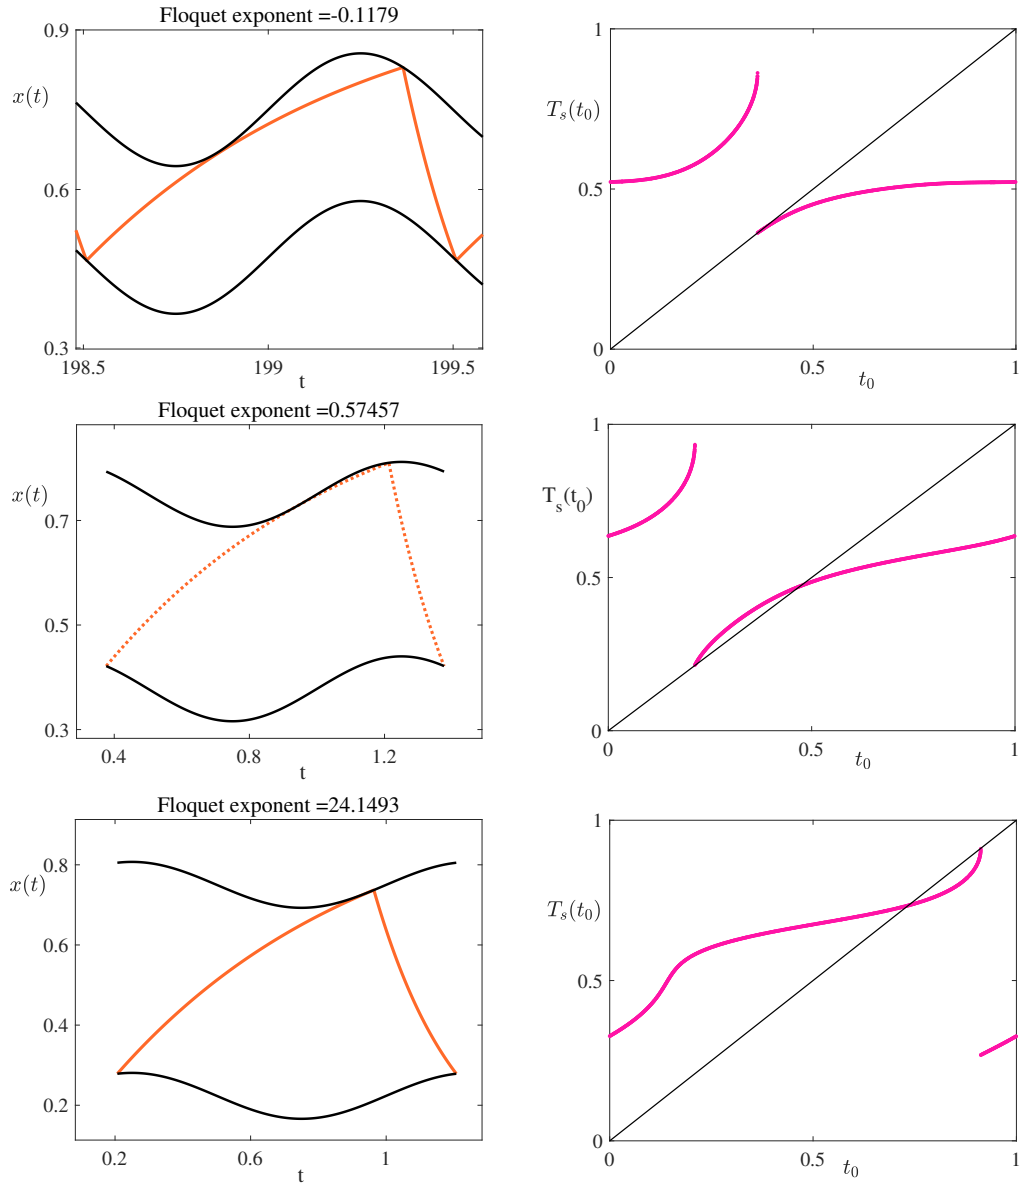 Floquet exponent =-0.1179
0.9
x(t)
0.6
0.3
198.5 199 199.5
t
1
T_s(t_0)
0.5
0
0 0.5 1
t_0
Floquet exponent =0.57457
x(t)
0.7
0.5
0.3
0.4 0.8 1.2
t
1
T_s(t_0)
0.5
0
0 0.5 1
t_0
Floquet exponent =24.1493
0.8
x(t)
0.6
0.4
0.2
0.2 0.6 1
t
1
T_s(t_0)
0.5
0
0 0.5 1
t_0